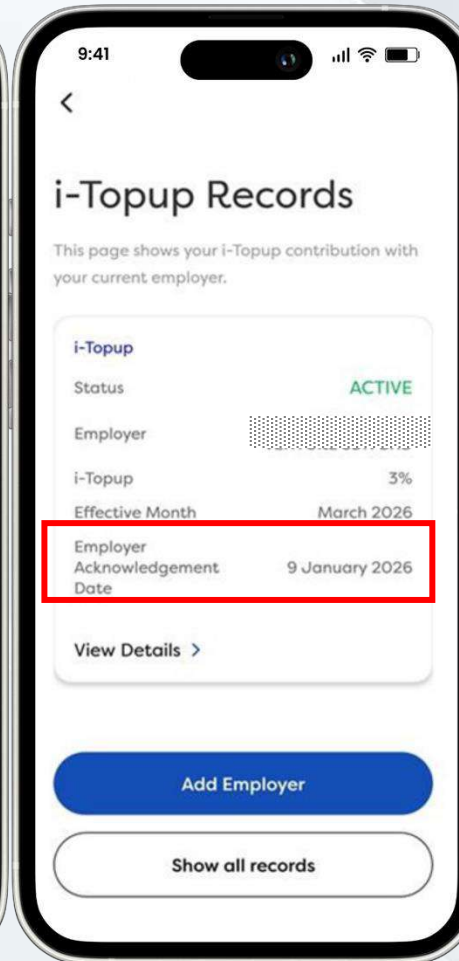 9:41
i-Topup Records
This page shows your i-Topup contribution with
your current employer.
i-Topup
Status ACTIVE
Employer
i-Topup 3%
Effective Month March 2026
Employer
Acknowledgement 9 January 2026
Date
View Details >
Add Employer
Show all records